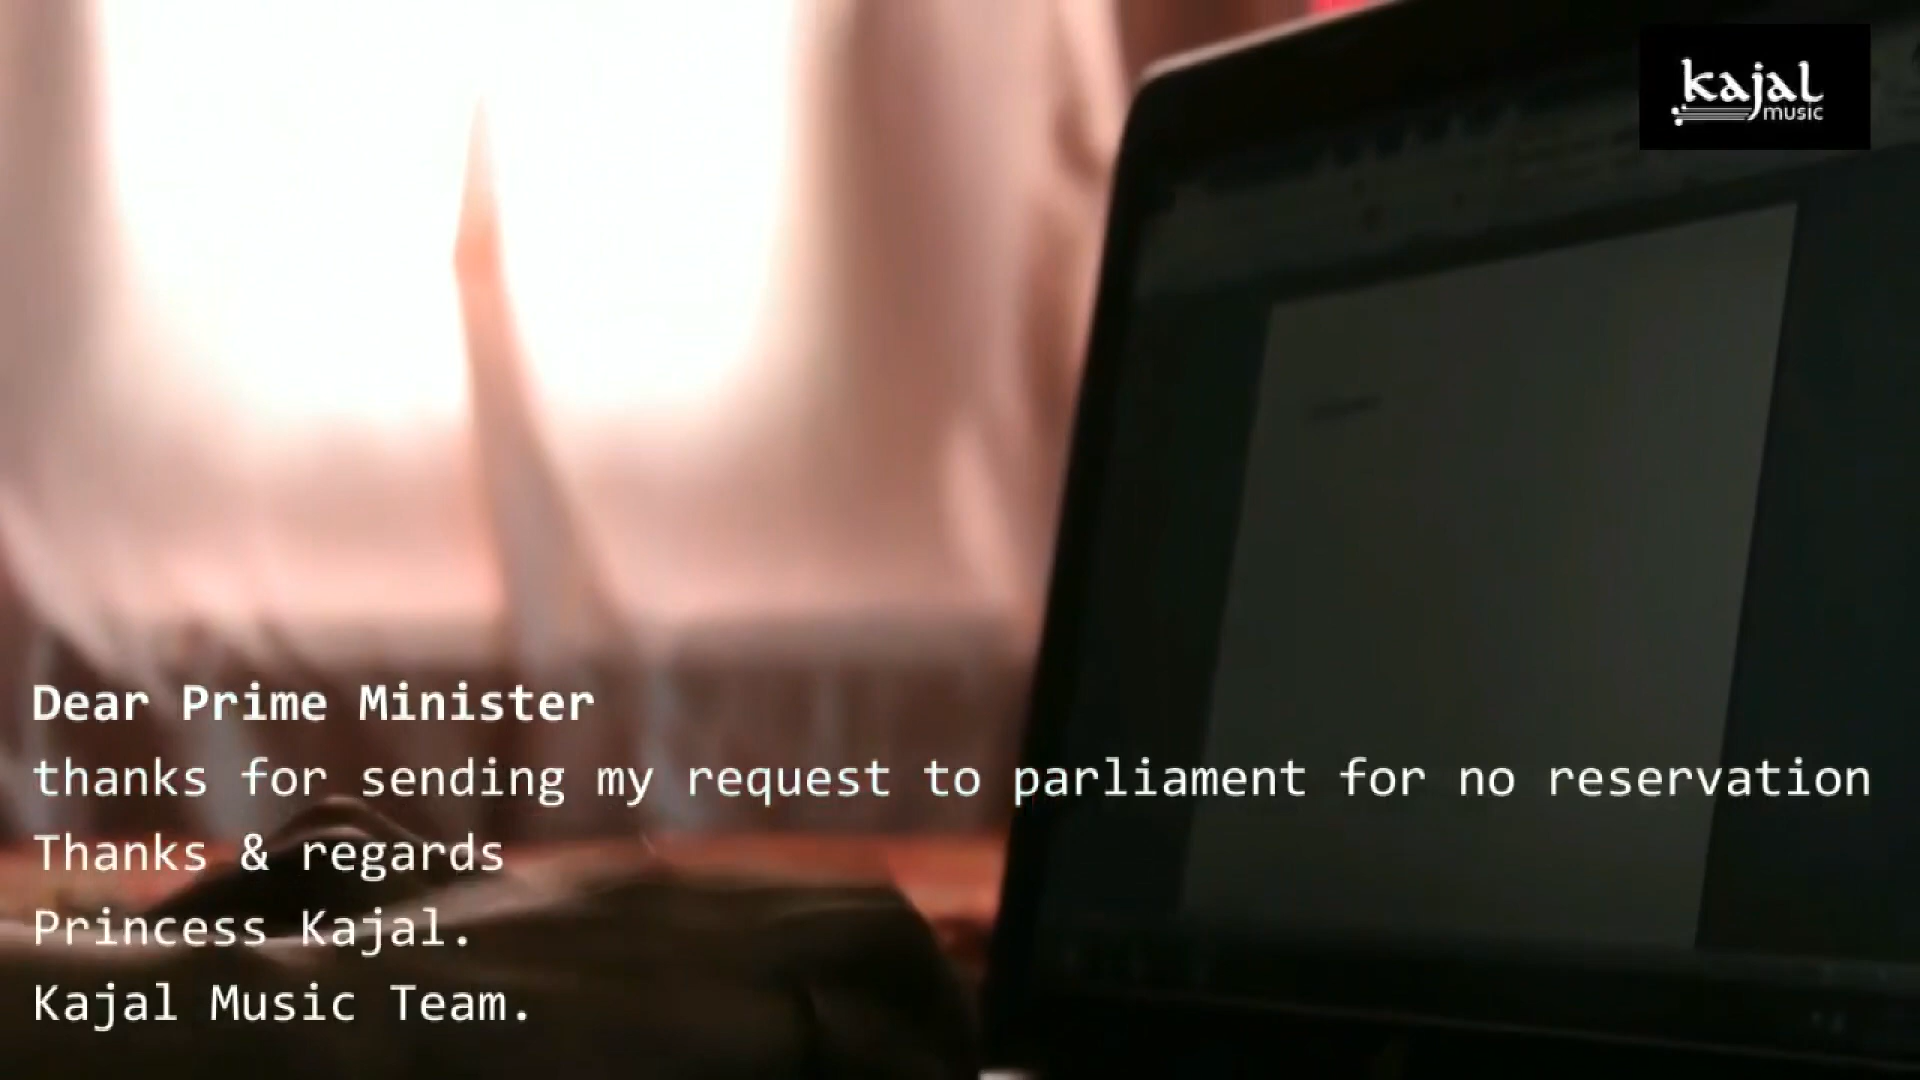 kajal
music
Dear Prime Minister
thanks for sending my request to parliament for no reservation
Thanks & regards
Princess Kajal.
Kajal Music Team.